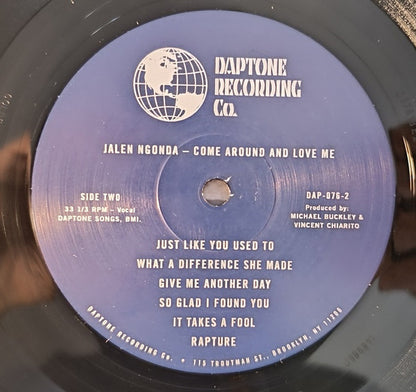 DAPTONE
RECORDING
Co.
JALEN NGONDA – COME AROUND AND LOVE ME
SIDE TWO
33 1/3 RPM – Vocal
DAPTONE SONGS, BMI.
DAP-076-2
Produced by:
MICHAEL BUCKLEY &
VINCENT CHIARITO
JUST LIKE YOU USED TO
WHAT A DIFFERENCE SHE MADE
GIVE ME ANOTHER DAY
SO GLAD I FOUND YOU
IT TAKES A FOOL
RAPTURE
DAPTONE RECORDING Co. • 115 TROUTMAN ST., BROOKLYN, NY 11206